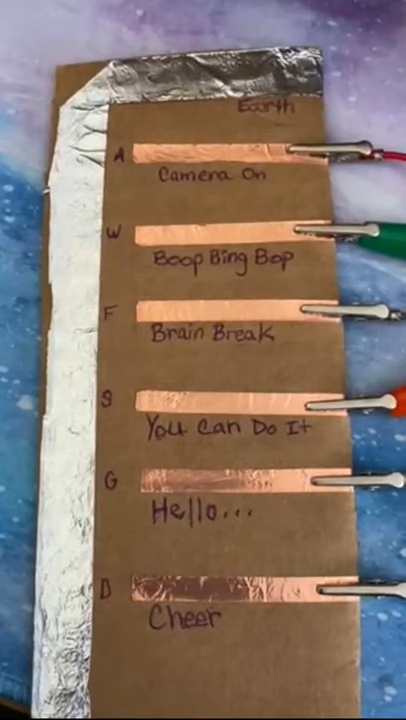 Earth
A
Camera On
W
Boop Bing Bop
F
Brain Break
S
You Can Do It
G
Hello...
D
Cheer